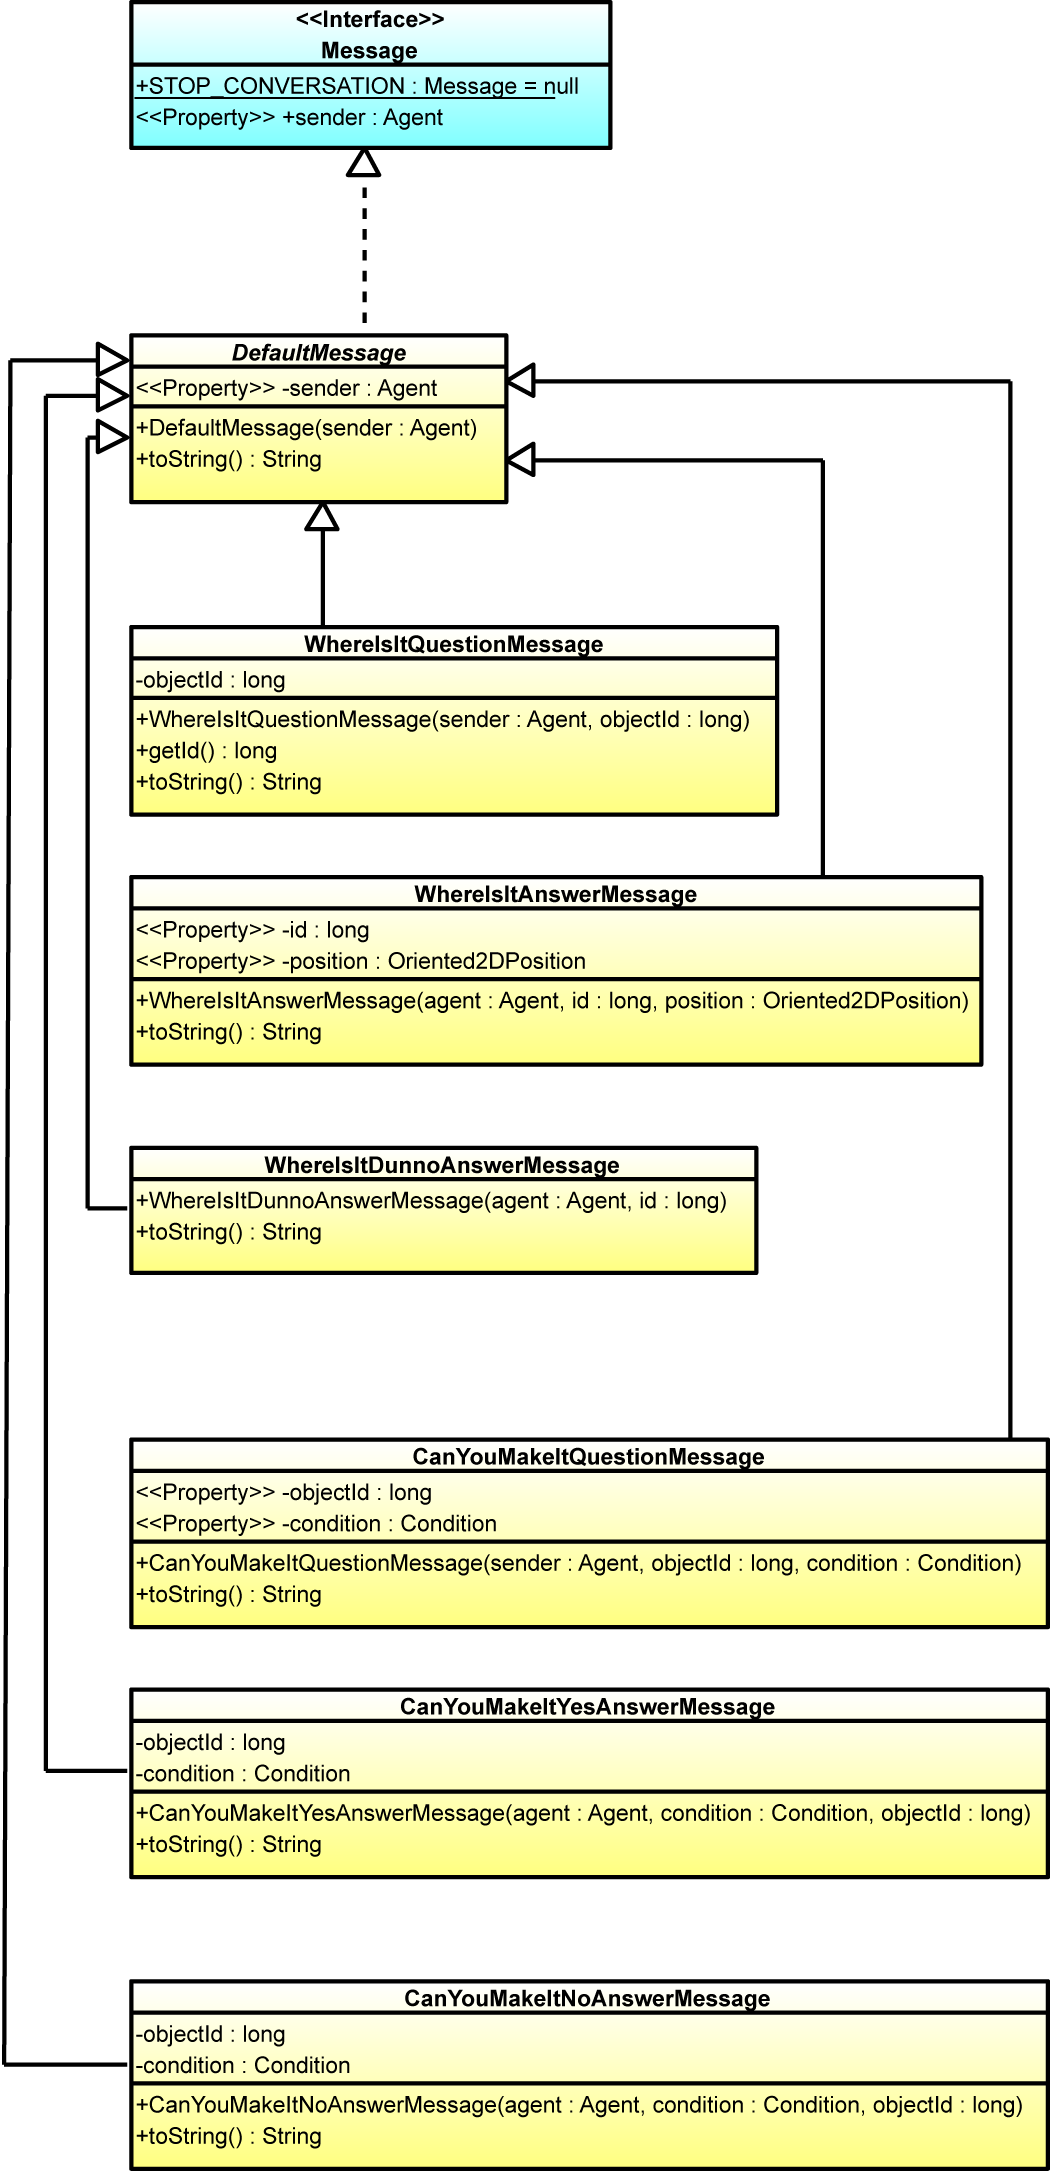 <<Interface>>
Message
+STOP_CONVERSATION : Message = null
<<Property>> +sender : Agent
DefaultMessage
<<Property>> -sender : Agent
+DefaultMessage(sender : Agent)
+toString() : String
WhereIsItQuestionMessage
-objectId : long
+WhereIsItQuestionMessage(sender : Agent, objectId : long)
+getId() : long
+toString() : String
WhereIsItAnswerMessage
<<Property>> -id : long
<<Property>> -position : Oriented2DPosition
+WhereIsItAnswerMessage(agent : Agent, id : long, position : Oriented2DPosition)
+toString() : String
WhereIsItDunnoAnswerMessage
+WhereIsItDunnoAnswerMessage(agent : Agent, id : long)
+toString() : String
CanYouMakeItQuestionMessage
<<Property>> -objectId : long
<<Property>> -condition : Condition
+CanYouMakeItQuestionMessage(sender : Agent, objectId : long, condition : Condition)
+toString() : String
CanYouMakeItYesAnswerMessage
-objectId : long
-condition : Condition
+CanYouMakeItYesAnswerMessage(agent : Agent, condition : Condition, objectId : long)
+toString() : String
CanYouMakeItNoAnswerMessage
-objectId : long
-condition : Condition
+CanYouMakeItNoAnswerMessage(agent : Agent, condition : Condition, objectId : long)
+toString() : String